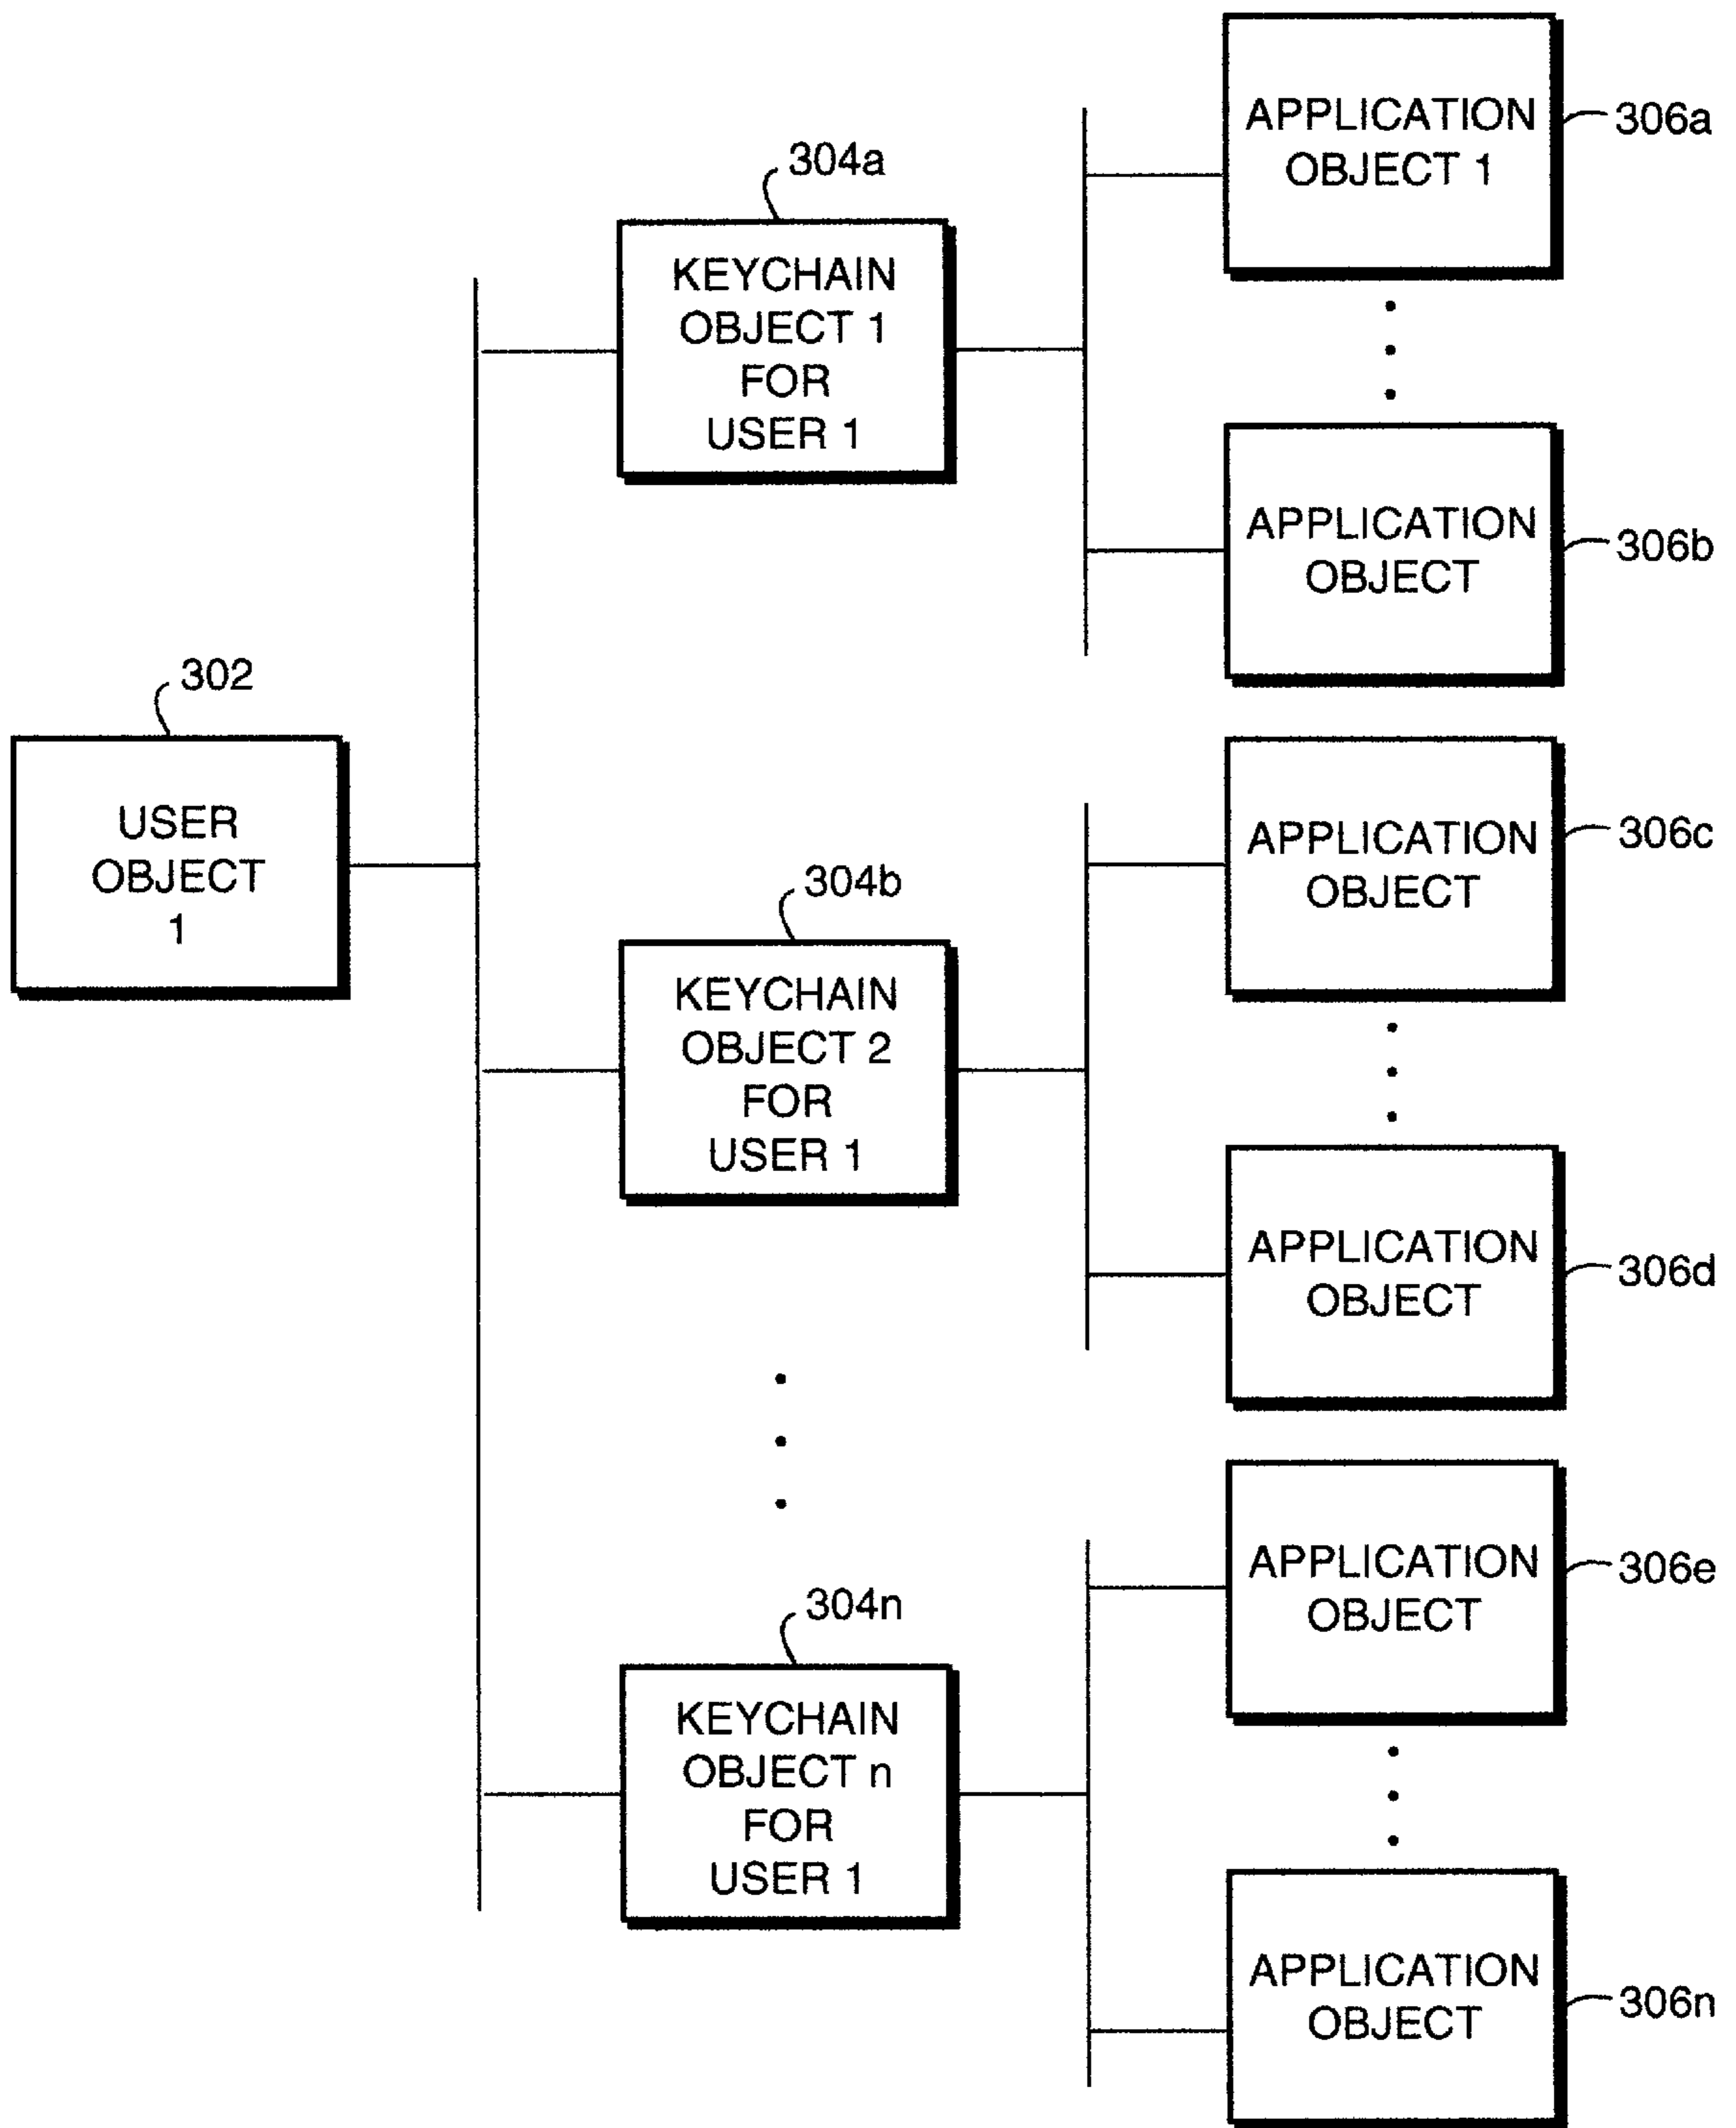 302
USER
OBJECT
1
304a
KEYCHAIN
OBJECT 1
FOR
USER 1
306a
APPLICATION
OBJECT 1
306b
APPLICATION
OBJECT
304b
KEYCHAIN
OBJECT 2
FOR
USER 1
306c
APPLICATION
OBJECT
306d
APPLICATION
OBJECT
304n
KEYCHAIN
OBJECT n
FOR
USER 1
306e
APPLICATION
OBJECT
306n
APPLICATION
OBJECT